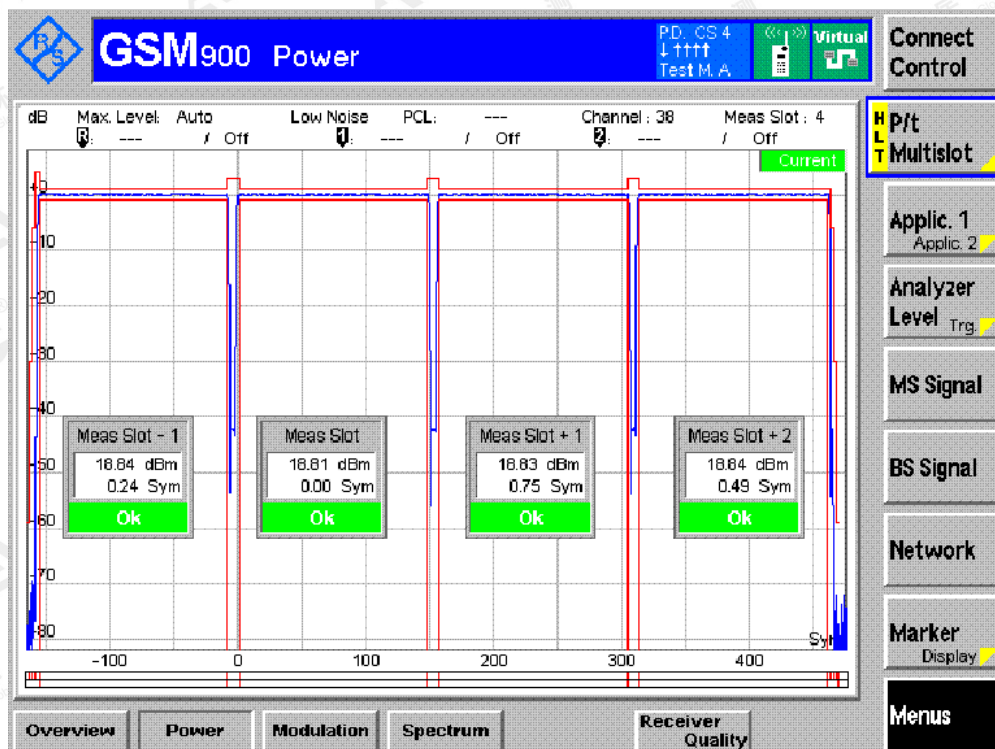 R S
GSM900 Power
P.D. CS 4
↓ ↑↑↑↑
Test M. A
Virtual
Connect
Control
dB Max. Level: Auto Low Noise PCL: --- Channel : 38 Meas Slot : 4
R: --- / Off 1: --- / Off 2: --- / Off
Current
HLT
P/t
Multislot
Applic. 1
Applic. 2
Analyzer
Level Trg.
MS Signal
BS Signal
Network
Marker
Display
Menus
+0
-10
-20
-30
-40
-50
-60
-70
-80
Meas Slot - 1
18.84 dBm
0.24 Sym
Ok
Meas Slot
18.81 dBm
0.00 Sym
Ok
Meas Slot + 1
18.83 dBm
0.75 Sym
Ok
Meas Slot + 2
18.84 dBm
0.49 Sym
Ok
-100 0 100 200 300 400
Overview Power Modulation Spectrum Receiver
Quality